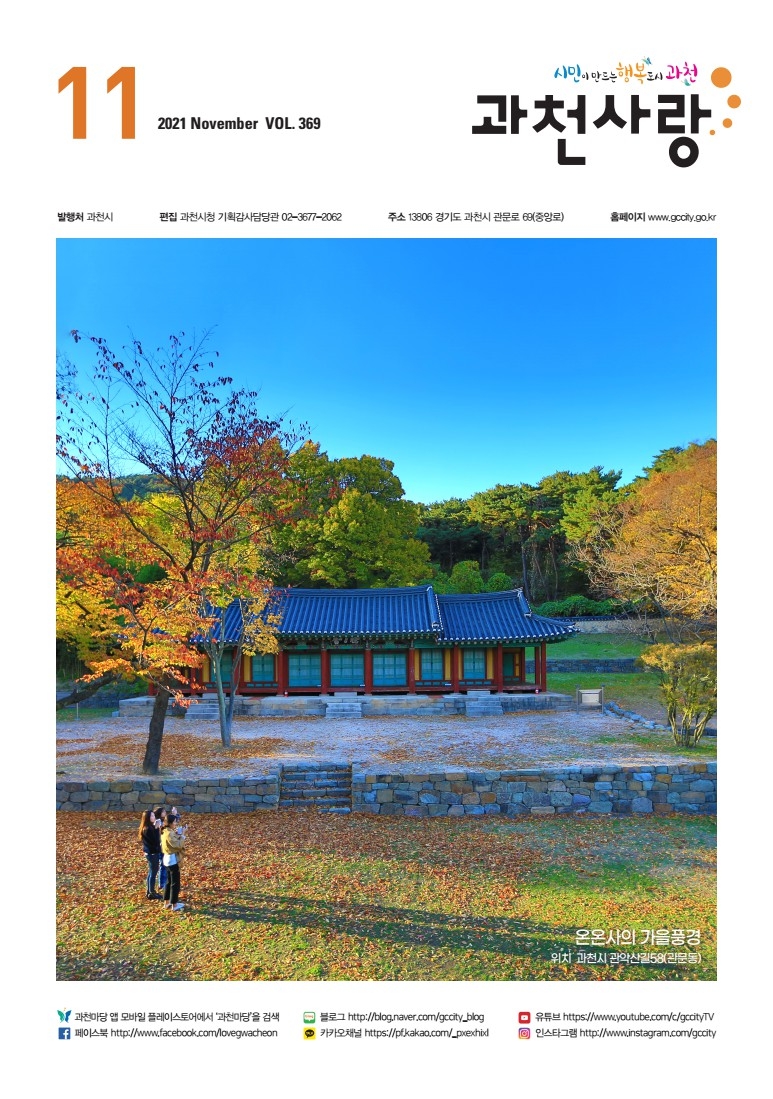 11
2021 November VOL. 369
시민이 만드는 행복도시 과천
과천사랑
발행처 과천시 편집 과천시청 기획감사담당관 02-3677-2062 주소 13806 경기도 과천시 관문로 69(중앙로) 홈페이지 www.gccity.go.kr
온온사의 가을풍경
위치 과천시 관악산길58(관문동)
과천마당 앱 모바일 플레이스토어에서 '과천마당'을 검색 블로그 http://blog.naver.com/gccity_blog 유튜브 https://www.youtube.com/c/gccityTV
페이스북 http://www.facebook.com/lovegwacheon 카카오채널 https://pf.kakao.com/_pxexhixl 인스타그램 http://www.instagram.com/gccity